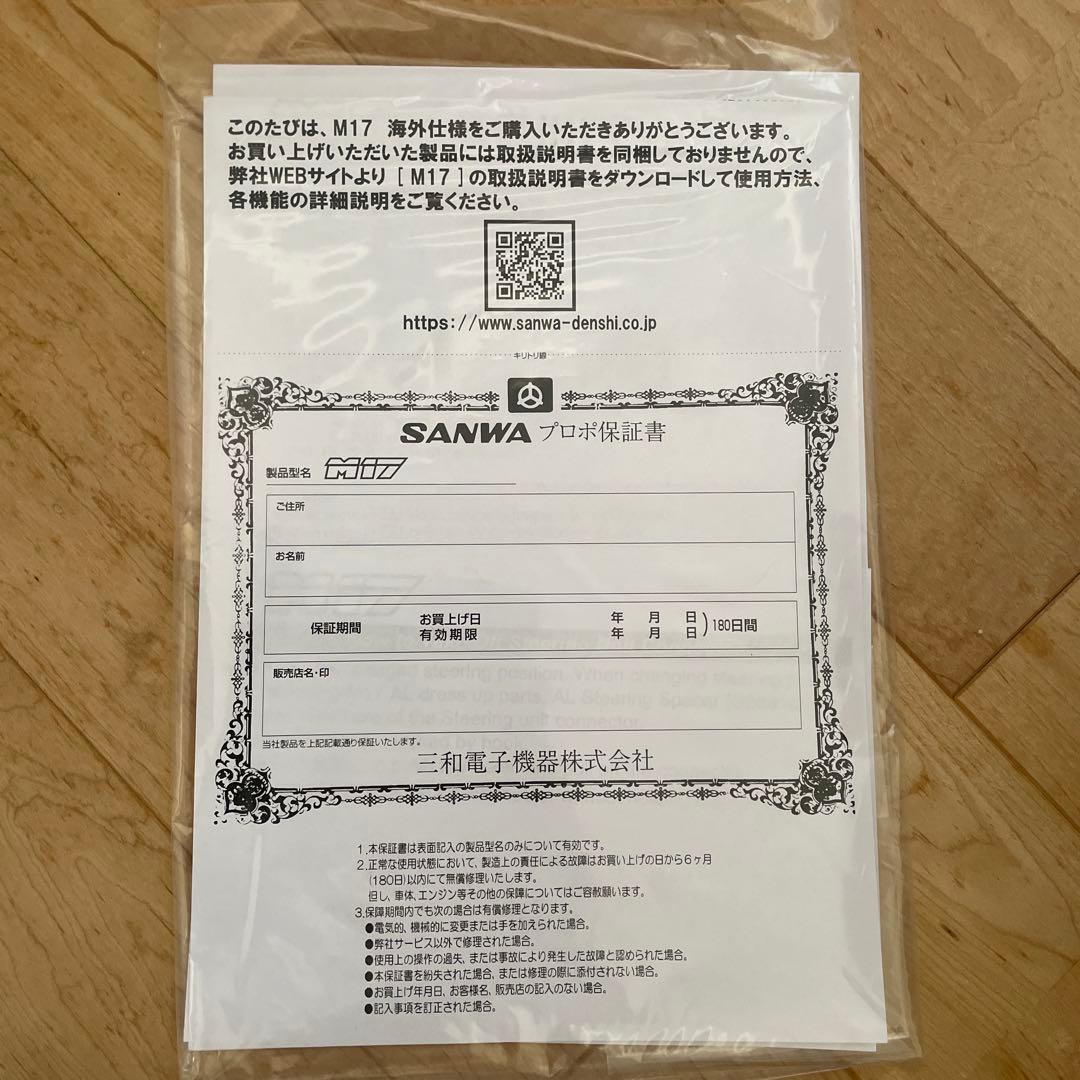 このたびは、M17 海外仕様をご購入いただきありがとうございます。
お買い上げいただいた製品には取扱説明書を同梱しておりませんので、
弊社WEBサイトより [ M17 ] の取扱説明書をダウンロードして使用方法、
各機能の詳細説明をご覧ください。
https://www.sanwa-denshi.co.jp
キリトリ線
SANWA プロポ保証書
製品型名 M17
ご住所
お名前
保証期間 お買上げ日 年 月 日
有効期限 年 月 日 ) 180日間
販売店名・印
steering position. When
AL dress up parts, AL Steering Spacer
of the Steering unit connector.
当社製品を上記記載通り保証いたします。
三和電子機器株式会社
1.本保証書は表面記入の製品型名のみについて有効です。
2.正常な使用状態において、製造上の責任による故障はお買い上げの日から6ヶ月
(180日)以内にて無償修理いたします。
但し、車体、エンジン等その他の保障についてはご容赦願います。
3.保障期間内でも次の場合は有償修理となります。
●電気的、機械的に変更または手を加えられた場合。
●弊社サービス以外で修理された場合。
●使用上の操作の過失、または事故により発生した故障と認められた場合。
●本保証書を紛失された場合、または修理の際に添付されない場合。
●お買上げ年月日、お客様名、販売店の記入のない場合。
●記入事項を訂正された場合。